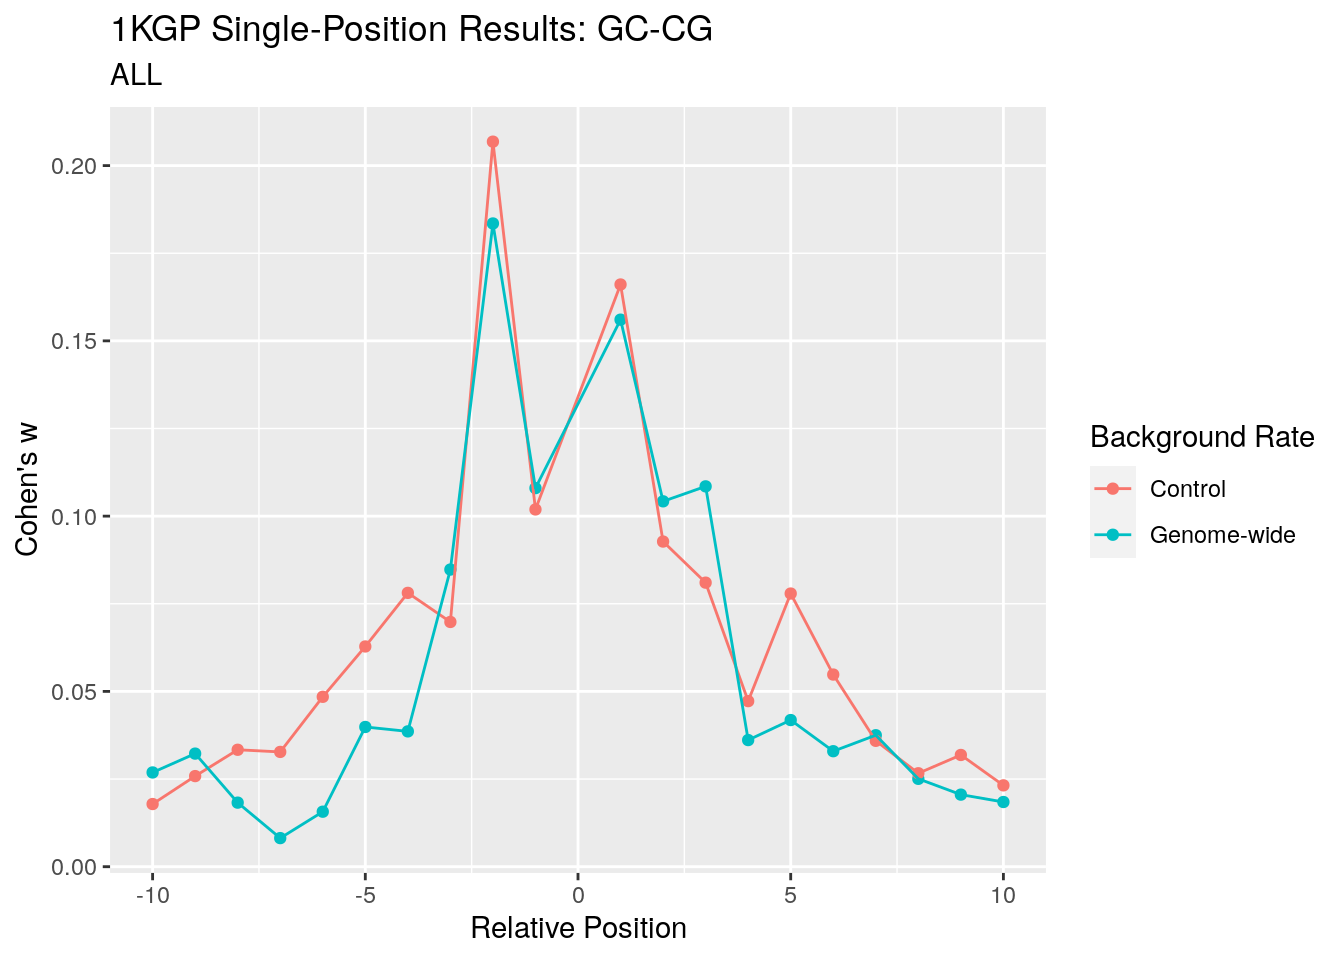 1KGP Single-Position Results: GC-CG
ALL
0.20
0.15
0.10
0.05
0.00
Cohen's w
-10
-5
0
5
10
Relative Position
Background Rate
Control
Genome-wide